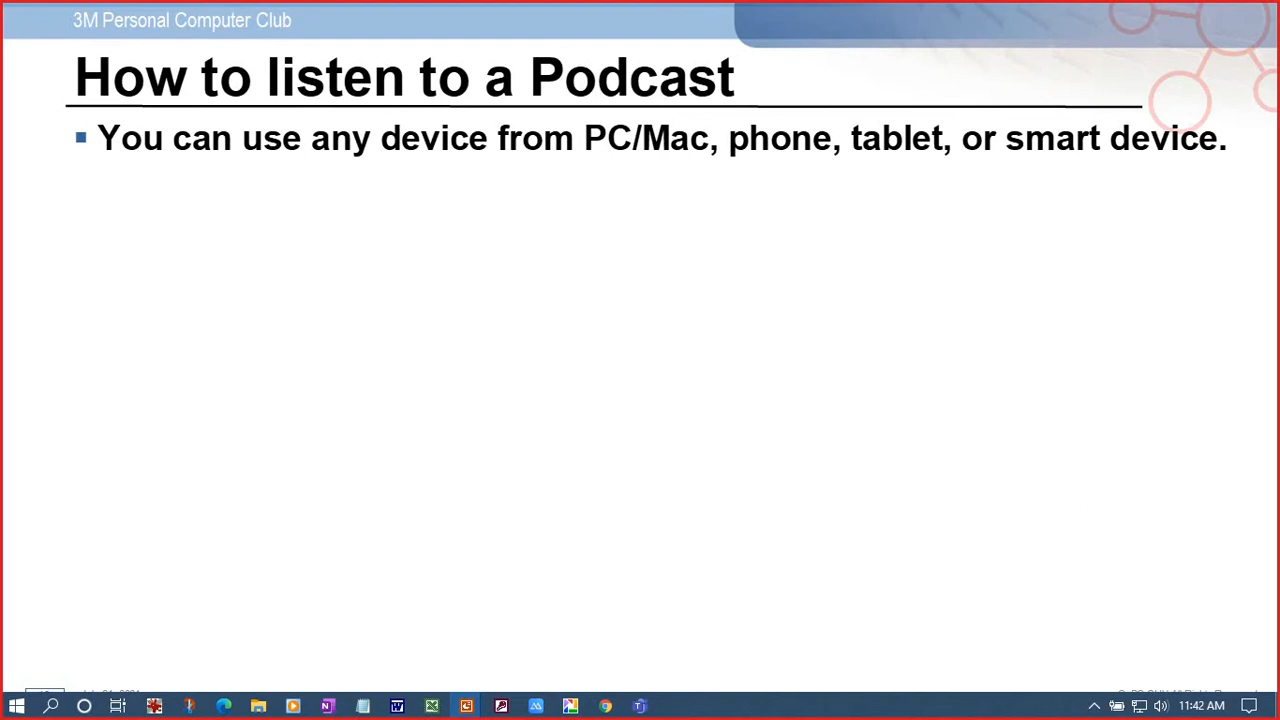 3M Personal Computer Club
How to listen to a Podcast
You can use any device from PC/Mac, phone, tablet, or smart device.
11:42 AM